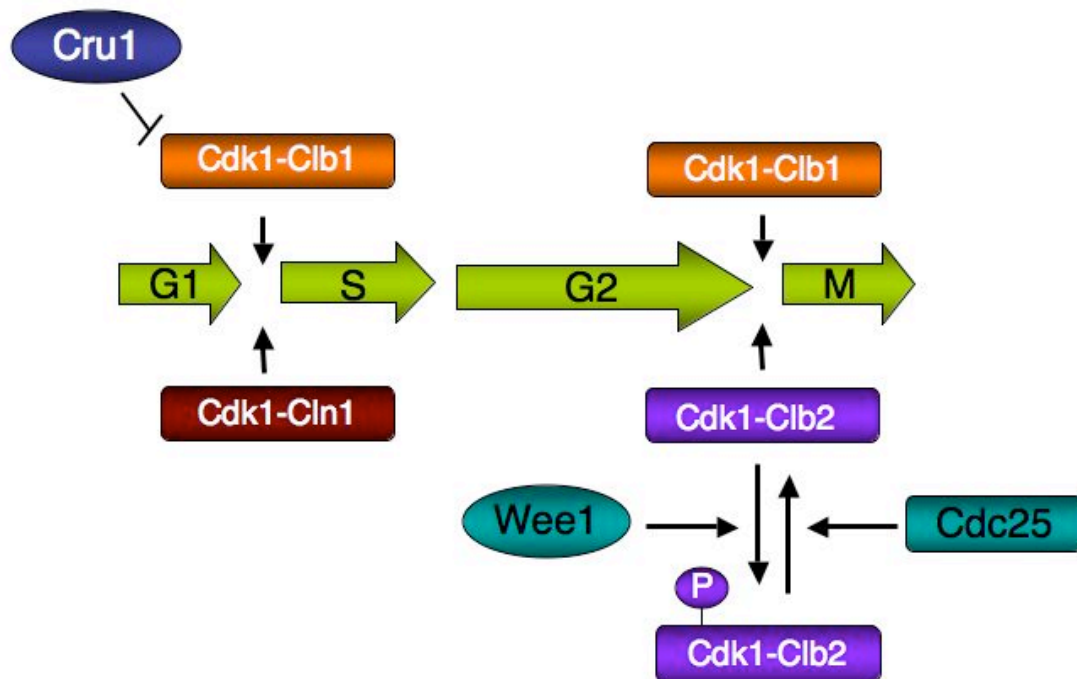 Cru1
Cdk1-Clb1
Cdk1-Clb1
G1
S
G2
M
Cdk1-Cln1
Cdk1-Clb2
Wee1
Cdc25
P
Cdk1-Clb2